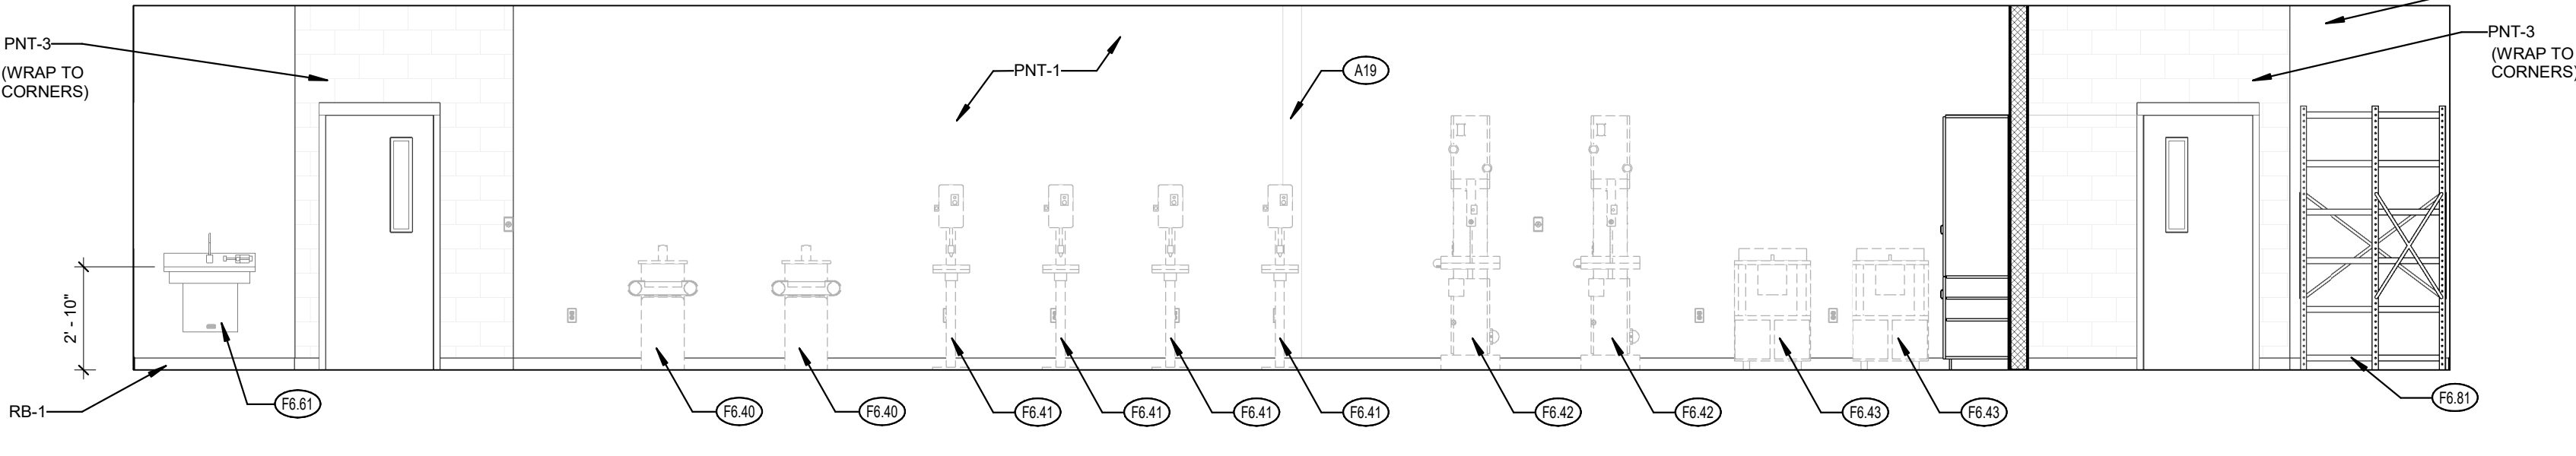 PNT-3
(WRAP TO
CORNERS)
PNT-1
A19
PNT-3
(WRAP TO
CORNERS)
2' - 10"
RB-1
F6.61
F6.40
F6.40
F6.41
F6.41
F6.41
F6.41
F6.42
F6.42
F6.43
F6.43
F6.81